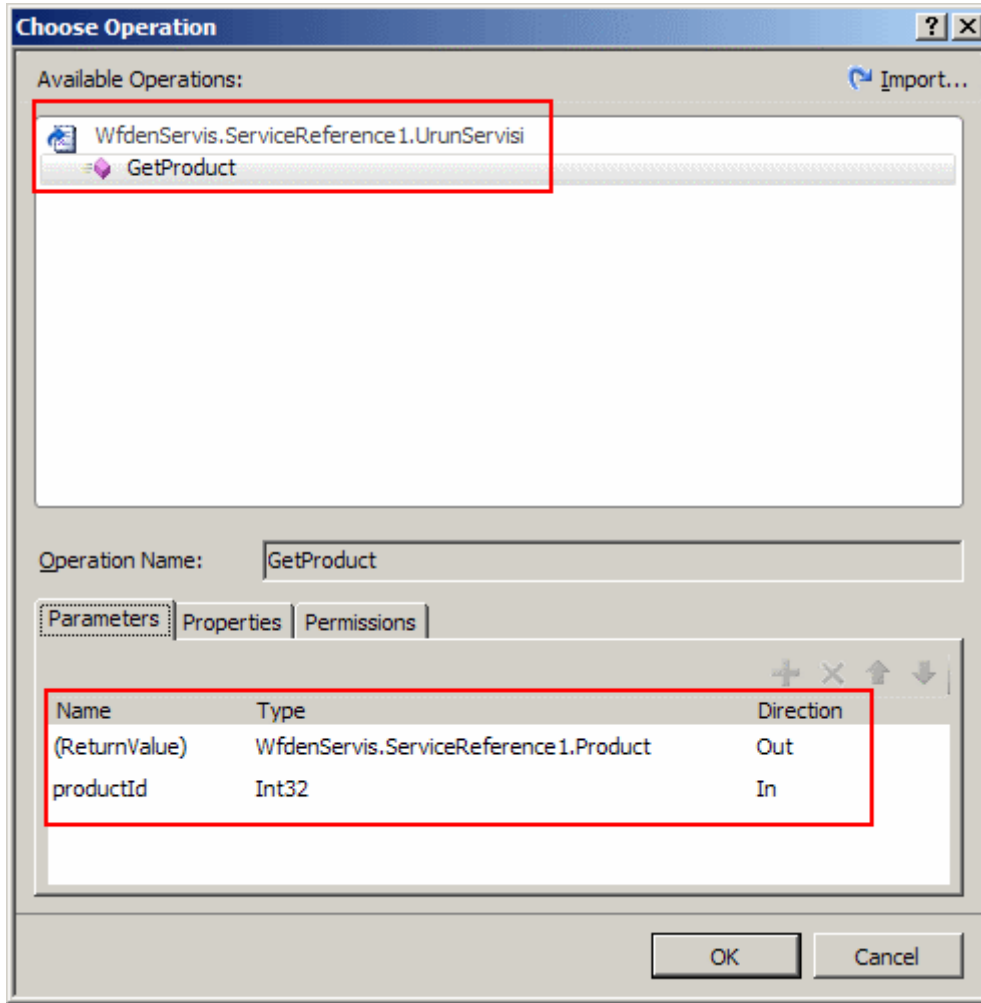 Choose Operation
Available Operations:
Import...
WfdenServis.ServiceReference1.UrunServisi
GetProduct
Operation Name: GetProduct
Parameters Properties Permissions
Name Type Direction
(ReturnValue) WfdenServis.ServiceReference1.Product Out
productId Int32 In
OK Cancel